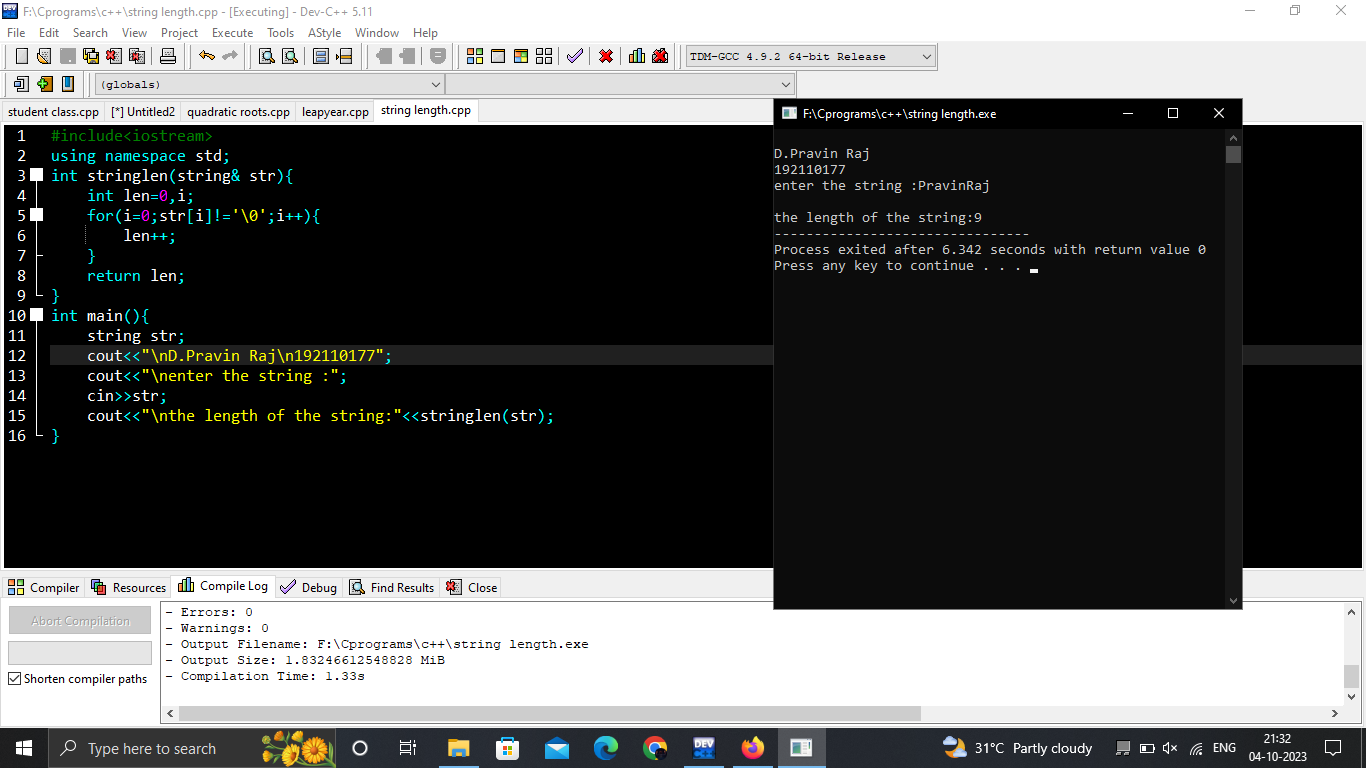 F:\Cprograms\c++\string length.cpp - [Executing] - Dev-C++ 5.11
File Edit Search View Project Execute Tools AStyle Window Help
TDM-GCC 4.9.2 64-bit Release
(globals)
student class.cpp [*] Untitled2 quadratic roots.cpp leapyear.cpp string length.cpp
1 #include<iostream>
2 using namespace std;
3 int stringlen(string& str){
4 int len=0,i;
5 for(i=0;str[i]!='\0';i++){
6 len++;
7 }
8 return len;
9 }
10 int main(){
11 string str;
12 cout<<"\nD.Pravin Raj\n192110177";
13 cout<<"\nenter the string :";
14 cin>>str;
15 cout<<"\nthe length of the string:"<<stringlen(str);
16 }
F:\Cprograms\c++\string length.exe
D.Pravin Raj
192110177
enter the string :PravinRaj
the length of the string:9
--------------------------------
Process exited after 6.342 seconds with return value 0
Press any key to continue . . .
Compiler Resources Compile Log Debug Find Results Close
Abort Compilation
Shorten compiler paths
- Errors: 0
- Warnings: 0
- Output Filename: F:\Cprograms\c++\string length.exe
- Output Size: 1.83246612548828 MiB
- Compilation Time: 1.33s
Type here to search
DEV
31°C Partly cloudy
ENG
21:32
04-10-2023